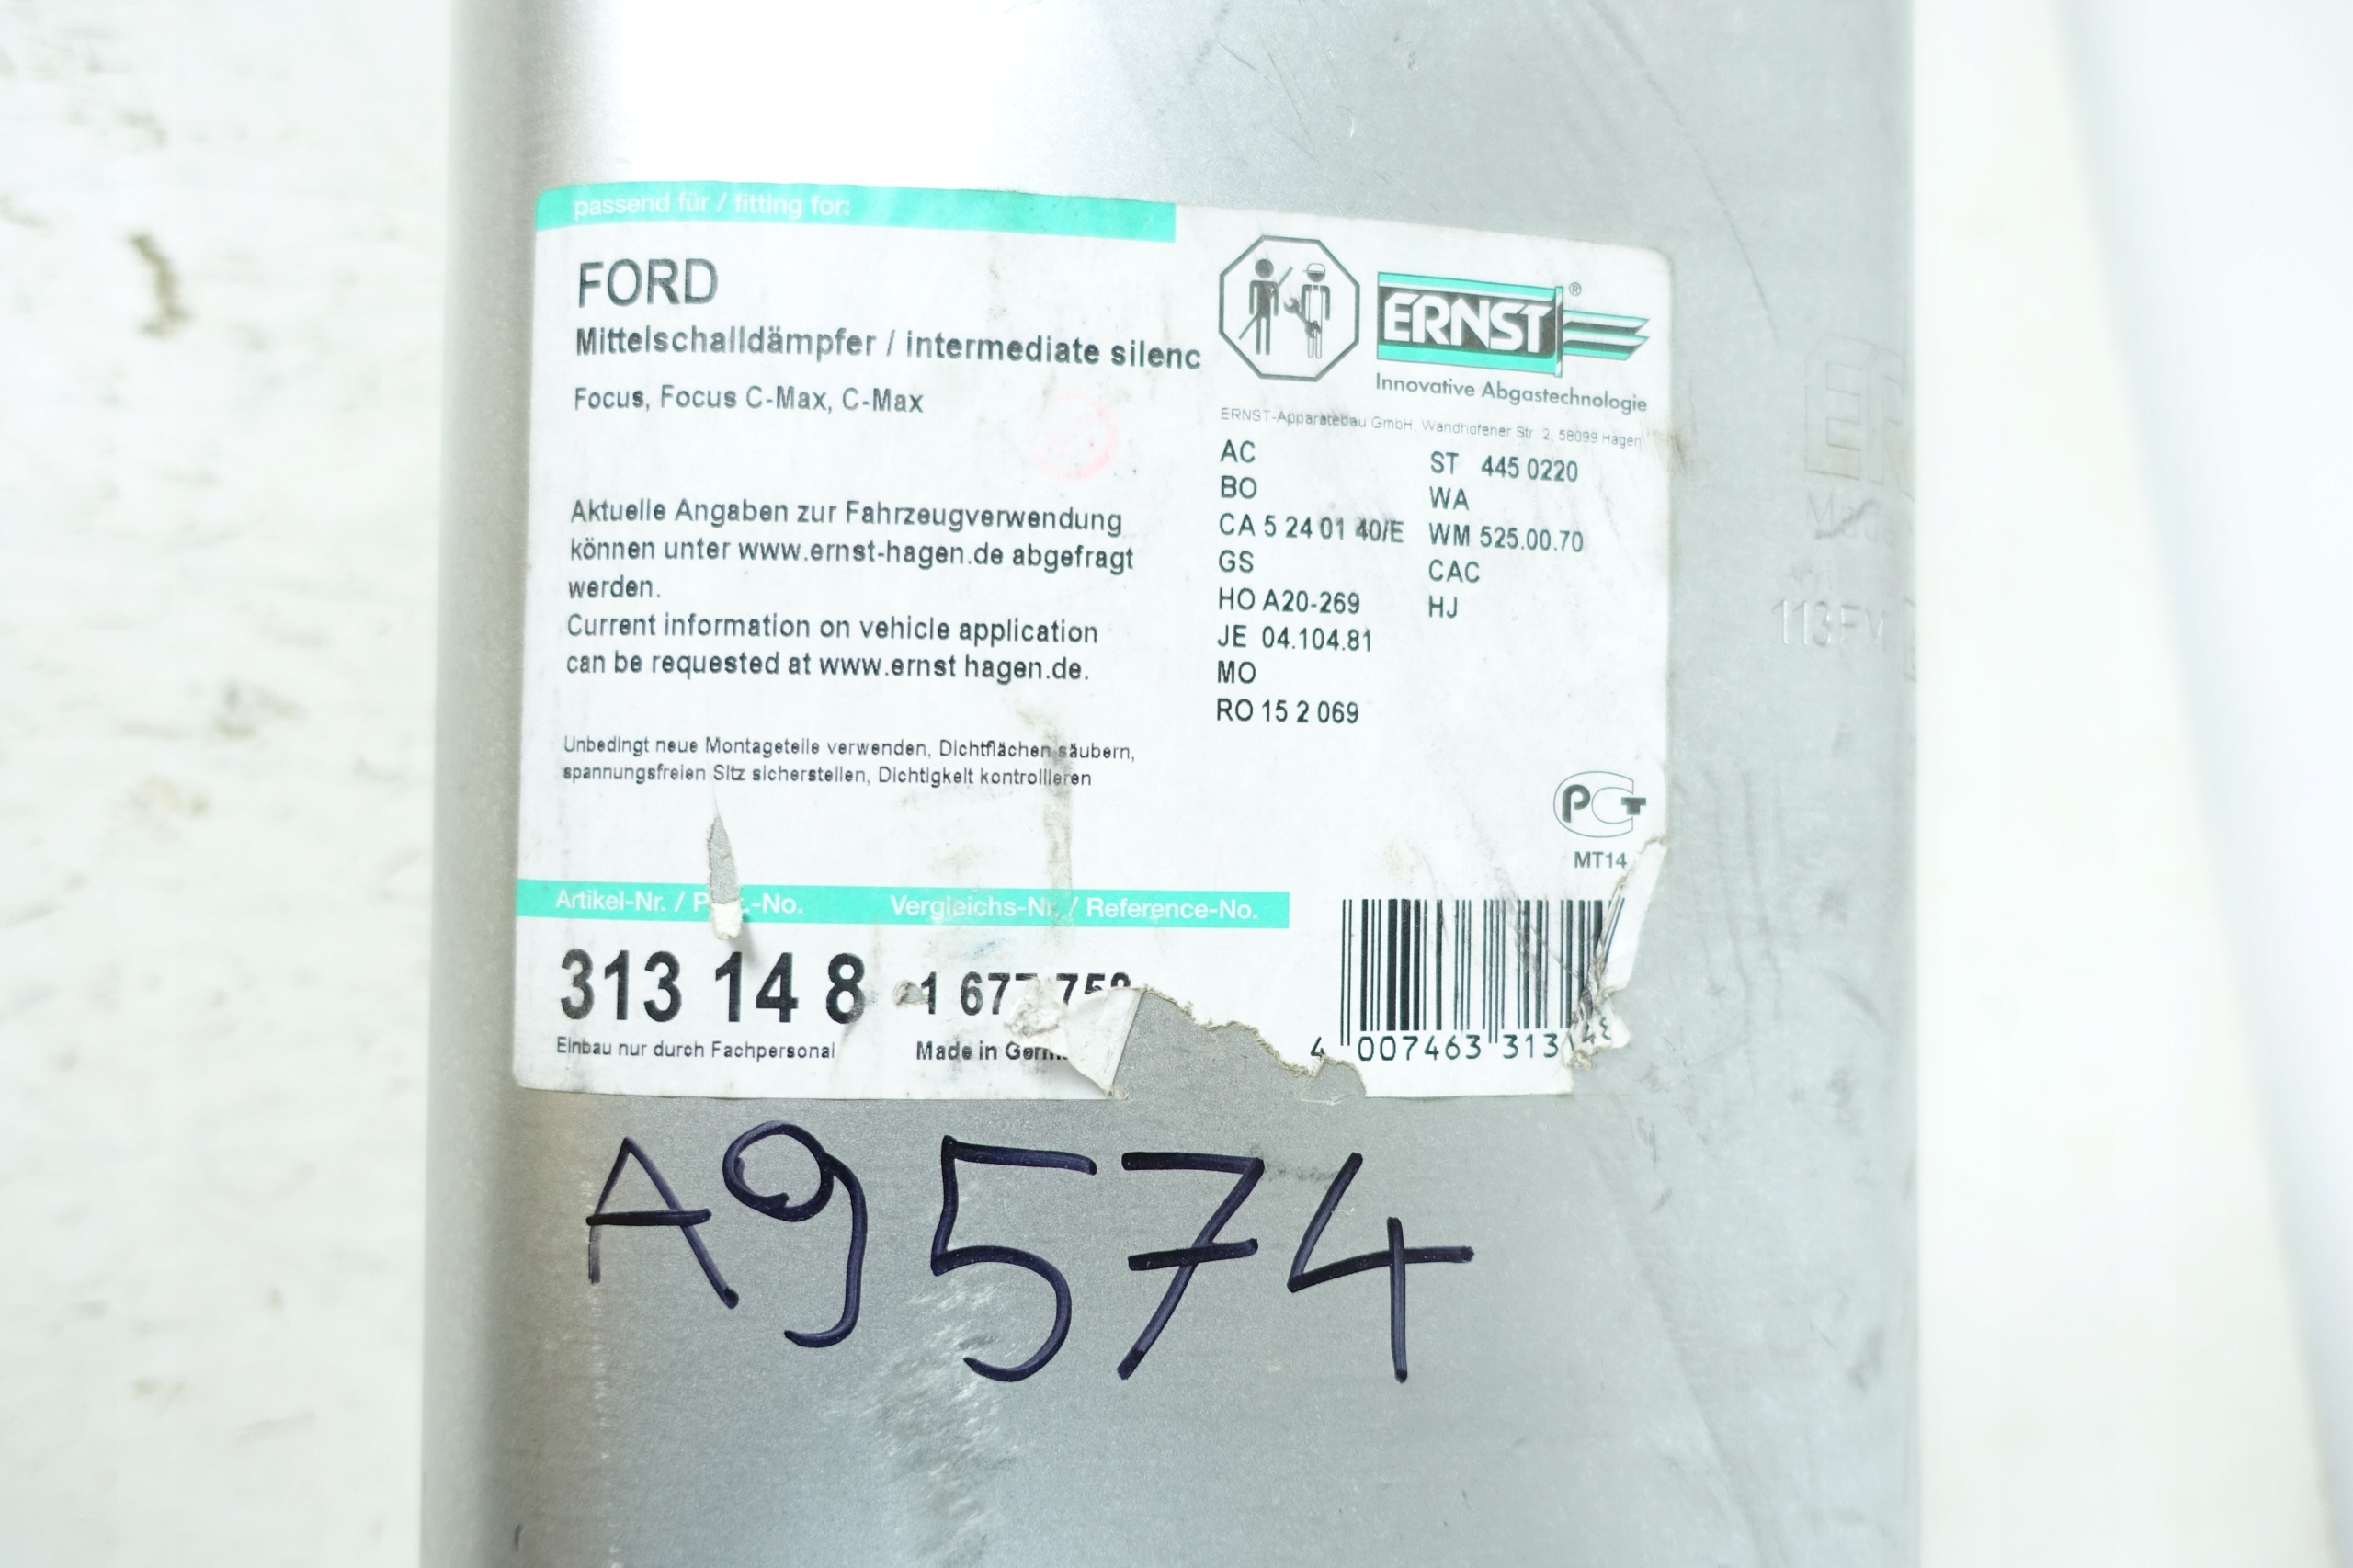 passend für / fitting for:
FORD
Mittelschalldämpfer / intermediate silenc
Focus, Focus C-Max, C-Max
Aktuelle Angaben zur Fahrzeugverwendung
können unter www.ernst-hagen.de abgefragt
werden.
Current information on vehicle application
can be requested at www.ernst hagen.de.
Unbedingt neue Montageteile verwenden, Dichtflächen säubern,
spannungsfreien Sitz sicherstellen, Dichtigkeit kontrollieren
ERNST®
Innovative Abgastechnologie
ERNST-Apparatebau GmbH, Wandhofener Str. 2, 58099 Hagen
AC
BO
CA 5 24 01 40/E
GS
HO A20-269
JE 04.104.81
MO
RO 15 2 069
ST 445 0220
WA
WM 525.00.70
CAC
HJ
PCT
MT14
Artikel-Nr. / -No. Vergleichs-Nr. / Reference-No.
313 14 8 1
Einbau nur durch Fachpersonal
Made in
4 007463 313
A9574